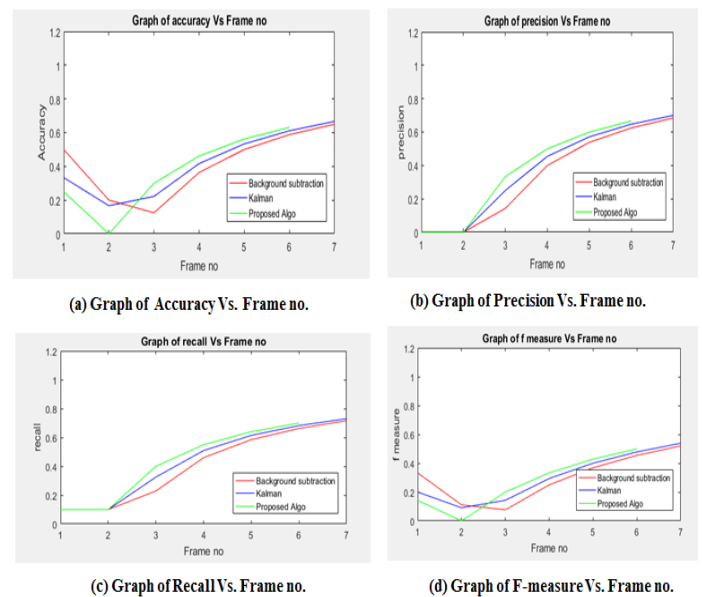 Graph of accuracy Vs Frame no
1.2
1
0.8
0.6
0.4
0.2
0
Accuracy
Background subtraction
Kalman
Proposed Algo
1 2 3 4 5 6 7
Frame no
(a) Graph of Accuracy Vs. Frame no.
Graph of precision Vs Frame no
1.2
1
0.8
0.6
0.4
0.2
0
precision
Background subtraction
Kalman
Proposed Algo
1 2 3 4 5 6 7
Frame no
(b) Graph of Precision Vs. Frame no.
Graph of recall Vs Frame no
1.2
1
0.8
0.6
0.4
0.2
0
recall
Background subtraction
Kalman
Proposed Algo
1 2 3 4 5 6 7
Frame no
(c) Graph of Recall Vs. Frame no.
Graph of f measure Vs Frame no
1.2
1
0.8
0.6
0.4
0.2
0
f measure
Background subtraction
Kalman
Proposed Algo
1 2 3 4 5 6 7
Frame no
(d) Graph of F-measure Vs. Frame no.